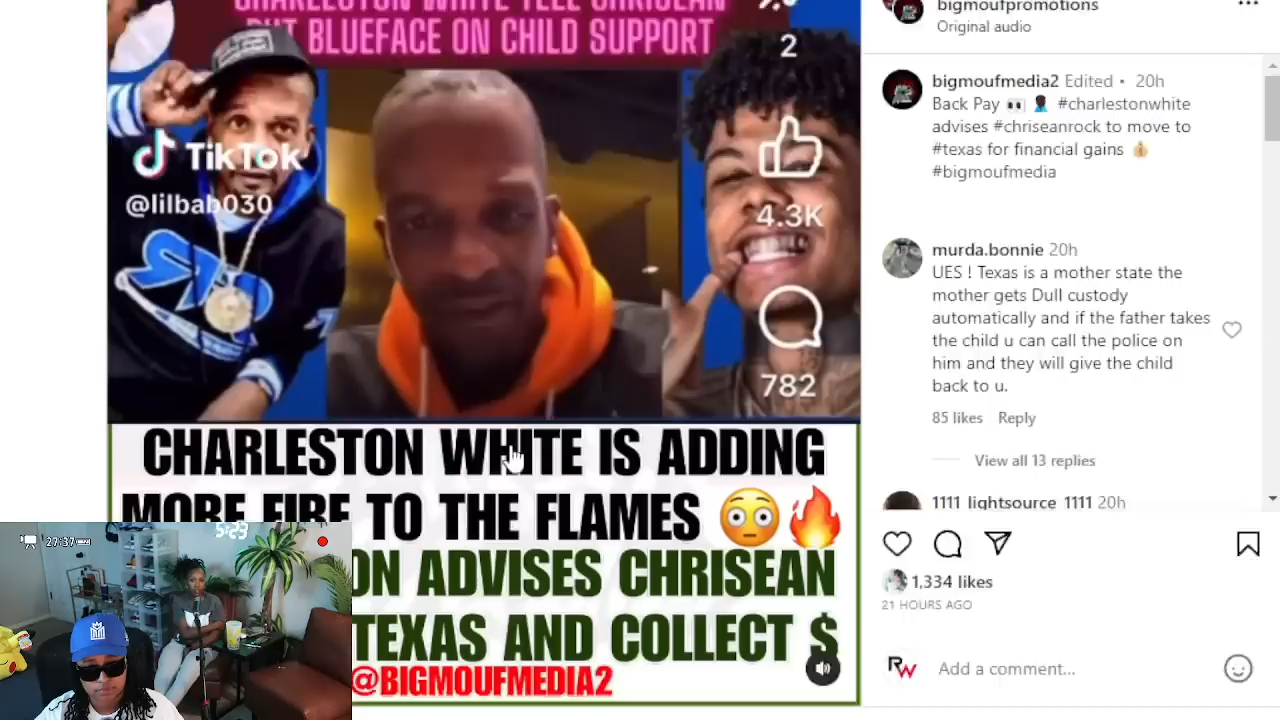 CHARLESTON WHITE TELL CHRISEAN
PUT BLUEFACE ON CHILD SUPPORT
TikTok
@lilbab030
2
4.3K
782
CHARLESTON WHITE IS ADDING
MORE FIRE TO THE FLAMES 😳🔥
ON ADVISES CHRISEAN
TEXAS AND COLLECT $
@BIGMOUFMEDIA2
27:37
5:23
bigmoufpromotions
Original audio
bigmoufmedia2 Edited • 20h
Back Pay 👀 🤦🏿‍♂️ #charlestonwhite
advises #chriseanrock to move to
#texas for financial gains 💰
#bigmoufmedia
murda.bonnie 20h
UES ! Texas is a mother state the
mother gets Dull custody
automatically and if the father takes
the child u can call the police on
him and they will give the child
back to u.
85 likes Reply
View all 13 replies
1111_lightsource_1111 20h
1,334 likes
21 HOURS AGO
RW
Add a comment...